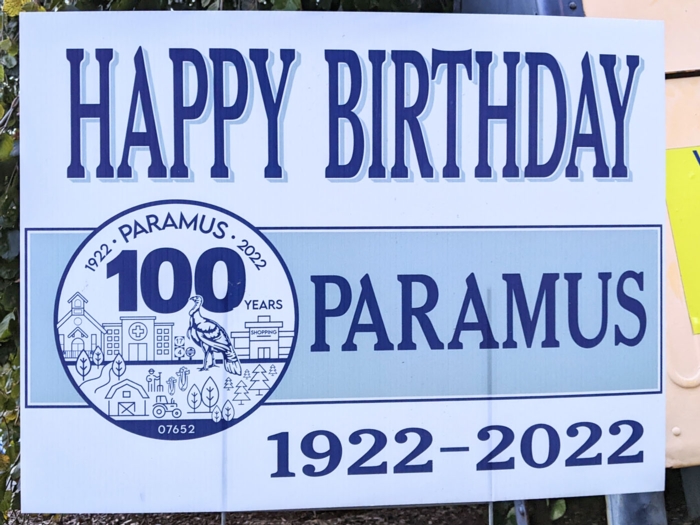 HAPPY BIRTHDAY
1922 · PARAMUS · 2022
100
YEARS
SHOPPING
07652
PARAMUS
1922-2022